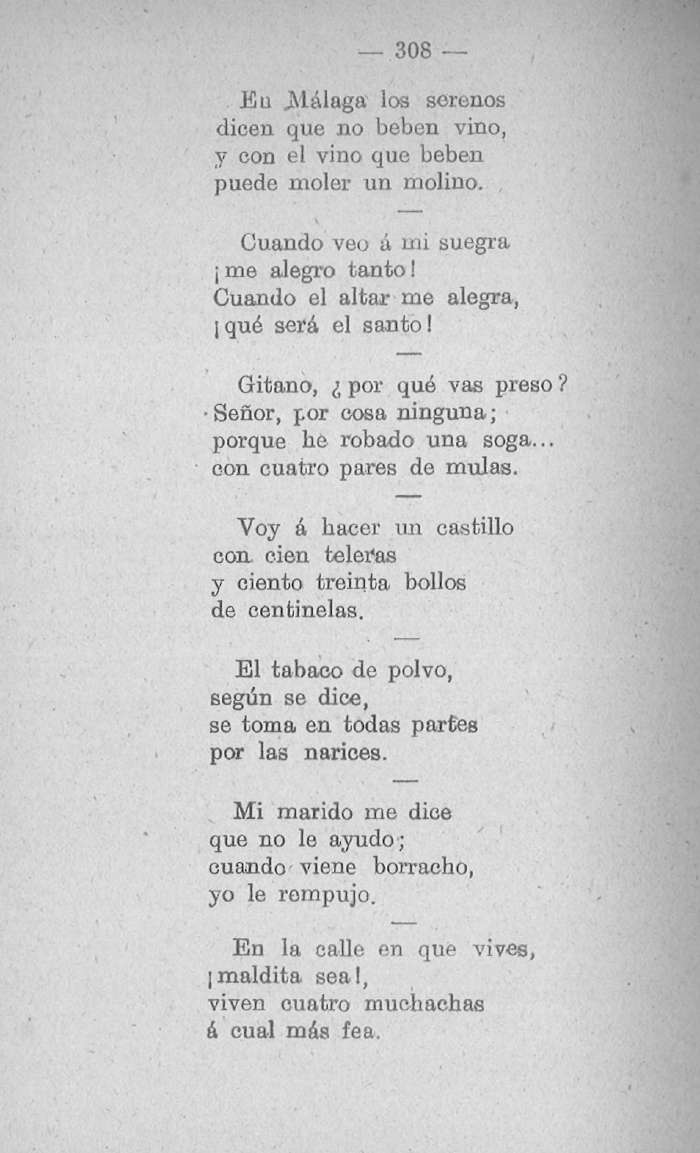 — 308 —
En Málaga los serenos
dicen que no beben vino,
y con el vino que beben
puede moler un molino.
—
Cuando veo á mi suegra
¡me alegro tanto!
Cuando el altar me alegra,
¡qué será el santo!
—
Gitano, ¿por qué vas preso?
Señor, por cosa ninguna;
porque he robado una soga...
con cuatro pares de mulas.
—
Voy á hacer un castillo
con cien teleras
y ciento treinta bollos
de centinelas.
—
El tabaco de polvo,
según se dice,
se toma en todas partes
por las narices.
—
Mi marido me dice
que no le ayudo;
cuando viene borracho,
yo le rempujo.
—
En la calle en que vives,
¡maldita sea!,
viven cuatro muchachas
á cual más fea.